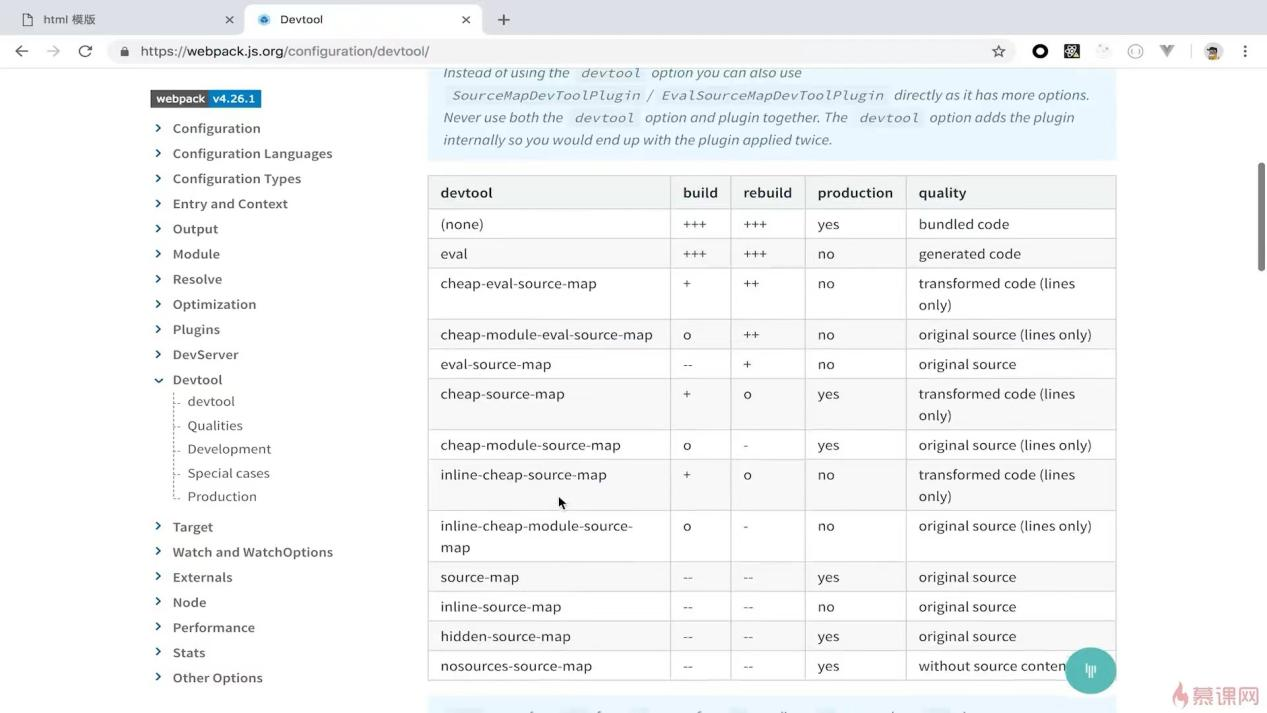 html 模版
Devtool
https://webpack.js.org/configuration/devtool/
webpack v4.26.1
Configuration
Configuration Languages
Configuration Types
Entry and Context
Output
Module
Resolve
Optimization
Plugins
DevServer
Devtool
devtool
Qualities
Development
Special cases
Production
Target
Watch and WatchOptions
Externals
Node
Performance
Stats
Other Options
Instead of using the devtool option you can also use
SourceMapDevToolPlugin / EvalSourceMapDevToolPlugin directly as it has more options.
Never use both the devtool option and plugin together. The devtool option adds the plugin
internally so you would end up with the plugin applied twice.
devtool build rebuild production quality
(none) +++ +++ yes bundled code
eval +++ +++ no generated code
cheap-eval-source-map + ++ no transformed code (lines
only)
cheap-module-eval-source-map o ++ no original source (lines only)
eval-source-map -- + no original source
cheap-source-map + o yes transformed code (lines
only)
cheap-module-source-map o - yes original source (lines only)
inline-cheap-source-map + o no transformed code (lines
only)
inline-cheap-module-source- o - no original source (lines only)
map
source-map -- -- yes original source
inline-source-map -- -- no original source
hidden-source-map -- -- yes original source
nosources-source-map -- -- yes without source conten
慕课网